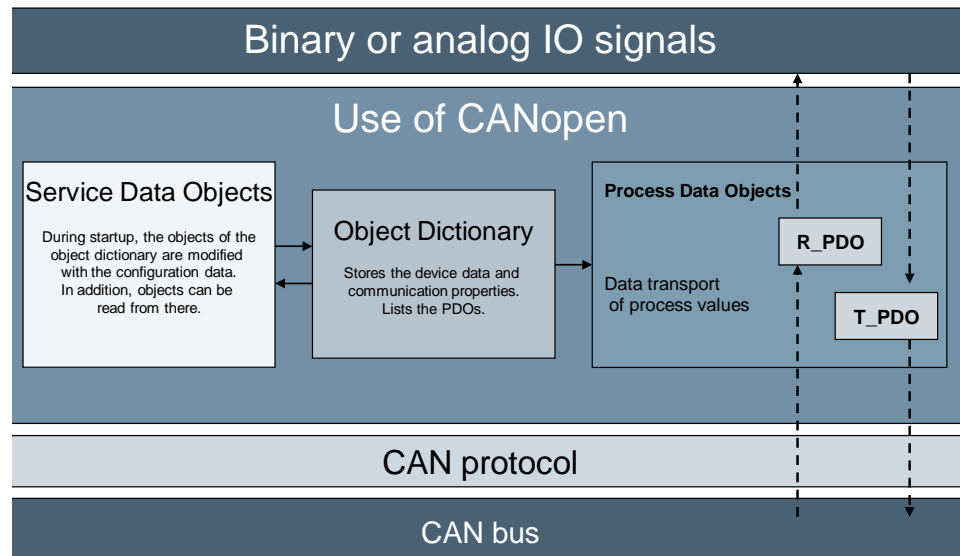 Binary or analog IO signals
Use of CANopen
Service Data Objects
During startup, the objects of the
object dictionary are modified
with the configuration data.
In addition, objects can be
read from there.
Object Dictionary
Stores the device data and
communication properties.
Lists the PDOs.
Process Data Objects
R_PDO
Data transport
of process values
T_PDO
CAN protocol
CAN bus